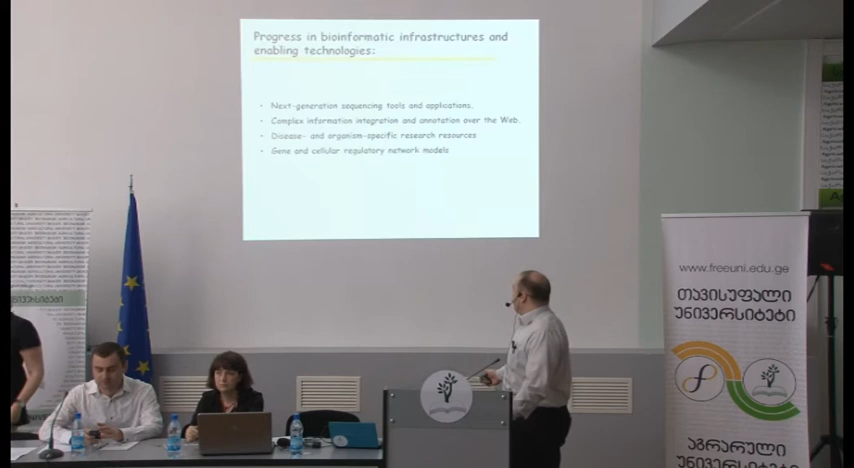 Progress in bioinformatic infrastructures and
enabling technologies:
• Next-generation sequencing tools and applications.
• Complex information integration and annotation over the Web.
• Disease- and organism-specific research resources
• Gene and cellular regulatory network models
www.freeuni.edu.ge
თავისუფალი
უნივერსიტეტი
აგრარული
უნივერსიტეტი